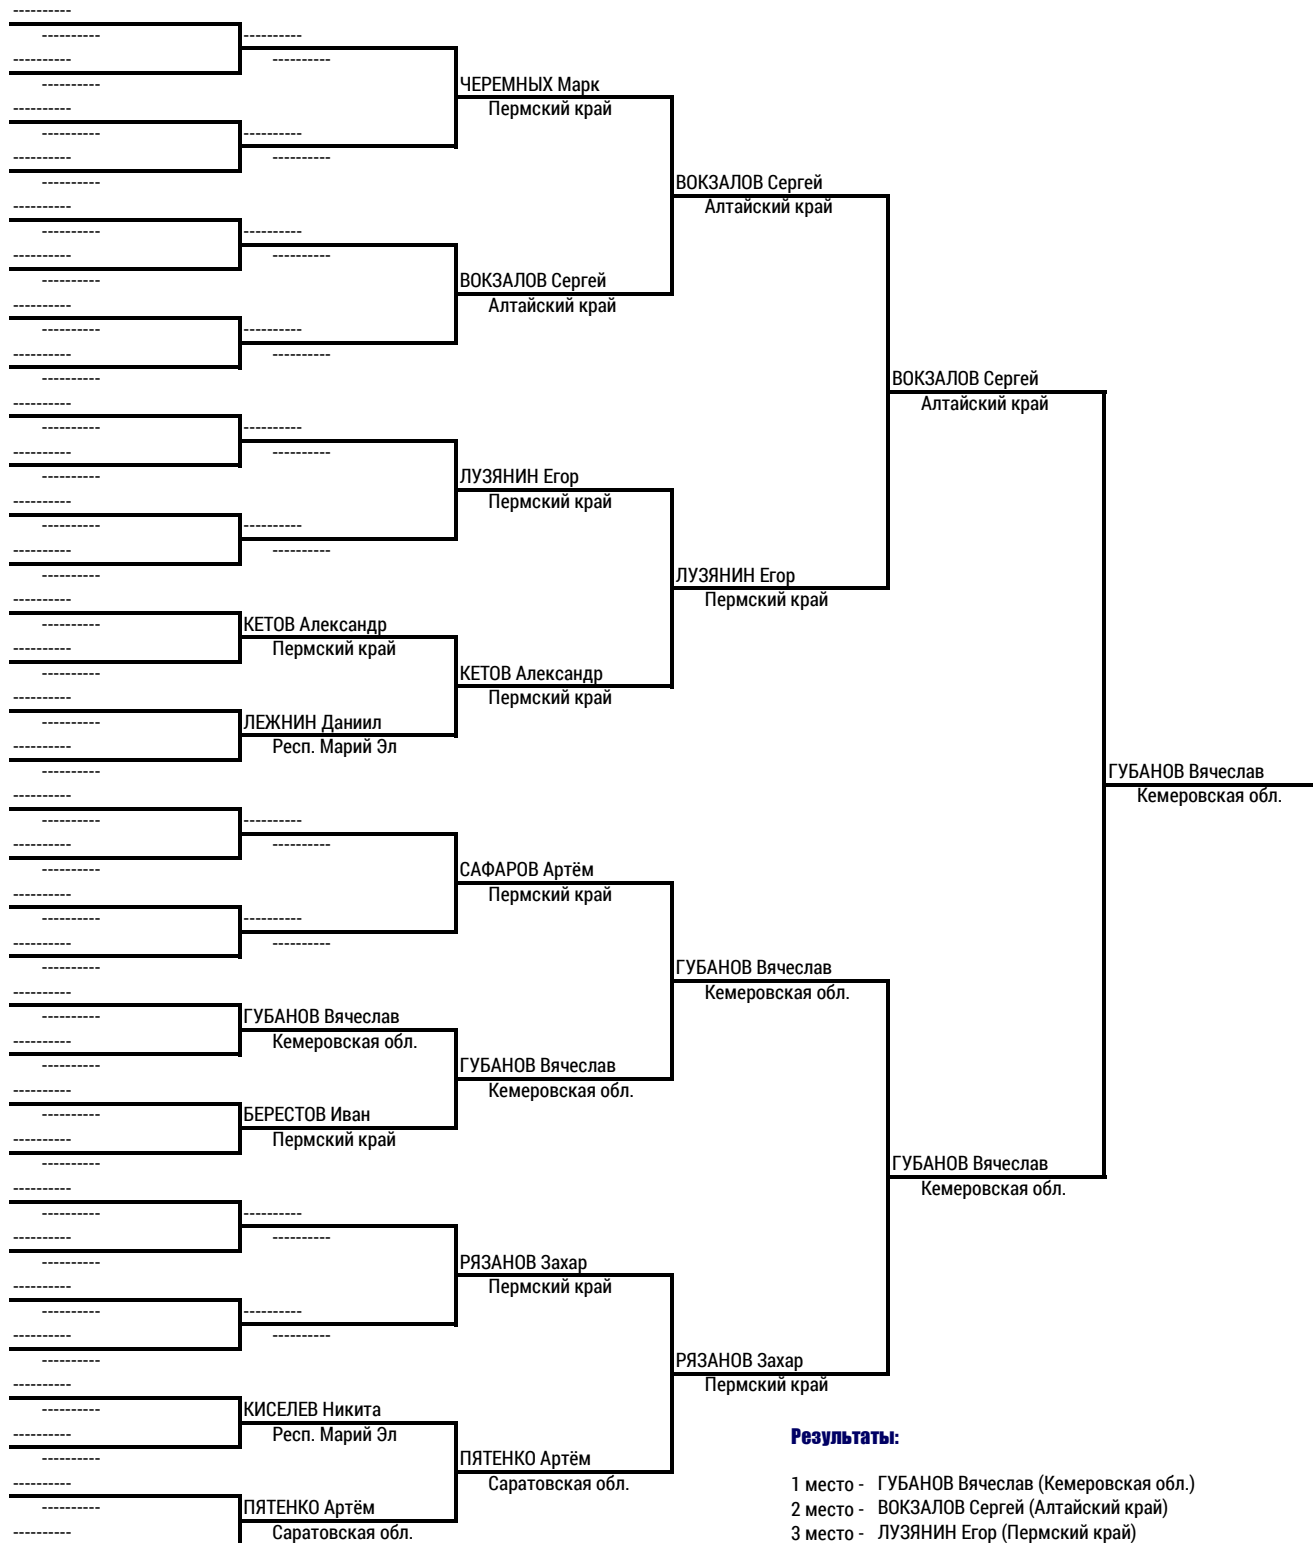 ----------
---------- ----------
---------- ----------
---------- ЧЕРЕМНЫХ Марк
---------- Пермский край
---------- ----------
---------- ----------
---------- ВОКЗАЛОВ Сергей
---------- Алтайский край
---------- ----------
---------- ----------
---------- ВОКЗАЛОВ Сергей
---------- Алтайский край
---------- ----------
---------- ----------
---------- ВОКЗАЛОВ Сергей
---------- Алтайский край
---------- ----------
---------- ----------
---------- ЛУЗЯНИН Егор
---------- Пермский край
---------- ----------
---------- ----------
---------- ЛУЗЯНИН Егор
---------- Пермский край
---------- КЕТОВ Александр
---------- Пермский край
---------- КЕТОВ Александр
---------- Пермский край
---------- ЛЕЖНИН Даниил
---------- Респ. Марий Эл
---------- ГУБАНОВ Вячеслав
---------- Кемеровская обл.
---------- ----------
---------- ----------
---------- САФАРОВ Артём
---------- Пермский край
---------- ----------
---------- ----------
---------- ГУБАНОВ Вячеслав
---------- Кемеровская обл.
---------- ГУБАНОВ Вячеслав
---------- Кемеровская обл.
---------- ГУБАНОВ Вячеслав
---------- Кемеровская обл.
---------- БЕРЕСТОВ Иван
---------- Пермский край
---------- ГУБАНОВ Вячеслав
---------- Кемеровская обл.
---------- ----------
---------- ----------
---------- РЯЗАНОВ Захар
---------- Пермский край
---------- ----------
---------- ----------
---------- РЯЗАНОВ Захар
---------- Пермский край
---------- КИСЕЛЕВ Никита
---------- Респ. Марий Эл
---------- ПЯТЕНКО Артём
---------- Саратовская обл.
---------- ПЯТЕНКО Артём
---------- Саратовская обл.
Результаты:
1 место - ГУБАНОВ Вячеслав (Кемеровская обл.)
2 место - ВОКЗАЛОВ Сергей (Алтайский край)
3 место - ЛУЗЯНИН Егор (Пермский край)